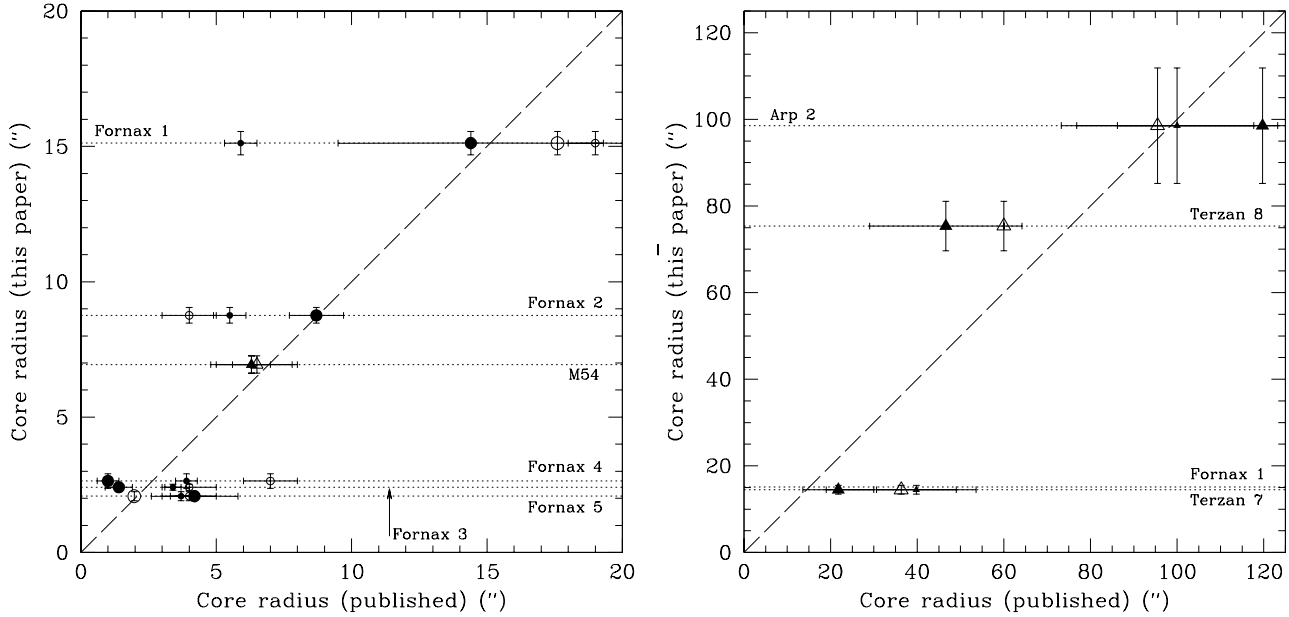 20
15
10
5
0
Core radius (this paper) (″)
Fornax 1
Fornax 2
M54
Fornax 4
Fornax 5
Fornax 3
0 5 10 15 20
Core radius (published) (″)
120
100
80
60
40
20
0
Core radius (this paper) (″)
Arp 2
Terzan 8
Fornax 1
Terzan 7
0 20 40 60 80 100 120
Core radius (published) (″)